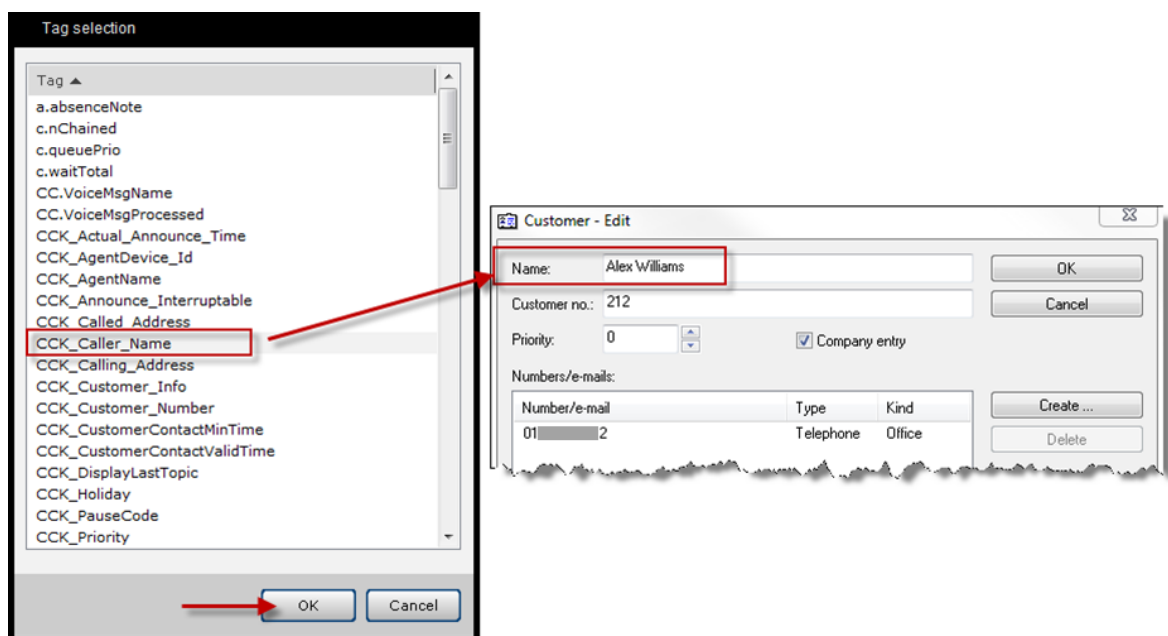 Tag selection
Tag
a.absenceNote
c.nChained
c.queuePrio
c.waitTotal
CC.VoiceMsgName
CC.VoiceMsgProcessed
CCK_Actual_Announce_Time
CCK_AgentDevice_Id
CCK_AgentName
CCK_Announce_Interruptable
CCK_Called_Address
CCK_Caller_Name
CCK_Calling_Address
CCK_Customer_Info
CCK_Customer_Number
CCK_CustomerContactMinTime
CCK_CustomerContactValidTime
CCK_DisplayLastTopic
CCK_Holiday
CCK_PauseCode
CCK_Priority
OK Cancel
Customer - Edit
Name: Alex Williams OK
Customer no.: 212 Cancel
Priority: 0 Company entry
Numbers/e-mails:
Number/e-mail Type Kind Create ...
01 2 Telephone Office Delete